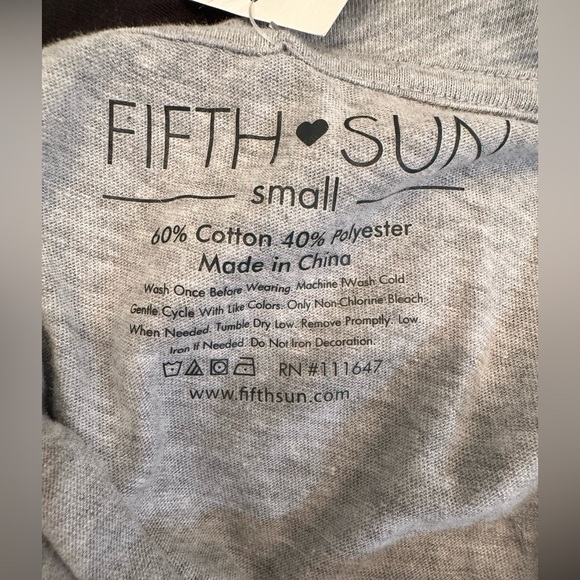 FIFTH ♥ SUN
small
60% Cotton 40% Polyester
Made in China
Wash Once Before Wearing. Machine Wash Cold
Gentle Cycle With Like Colors. Only Non-Chlorine Bleach
When Needed. Tumble Dry Low. Remove Promptly. Low
Iron If Needed. Do Not Iron Decoration.
RN #111647
www.fifthsun.com